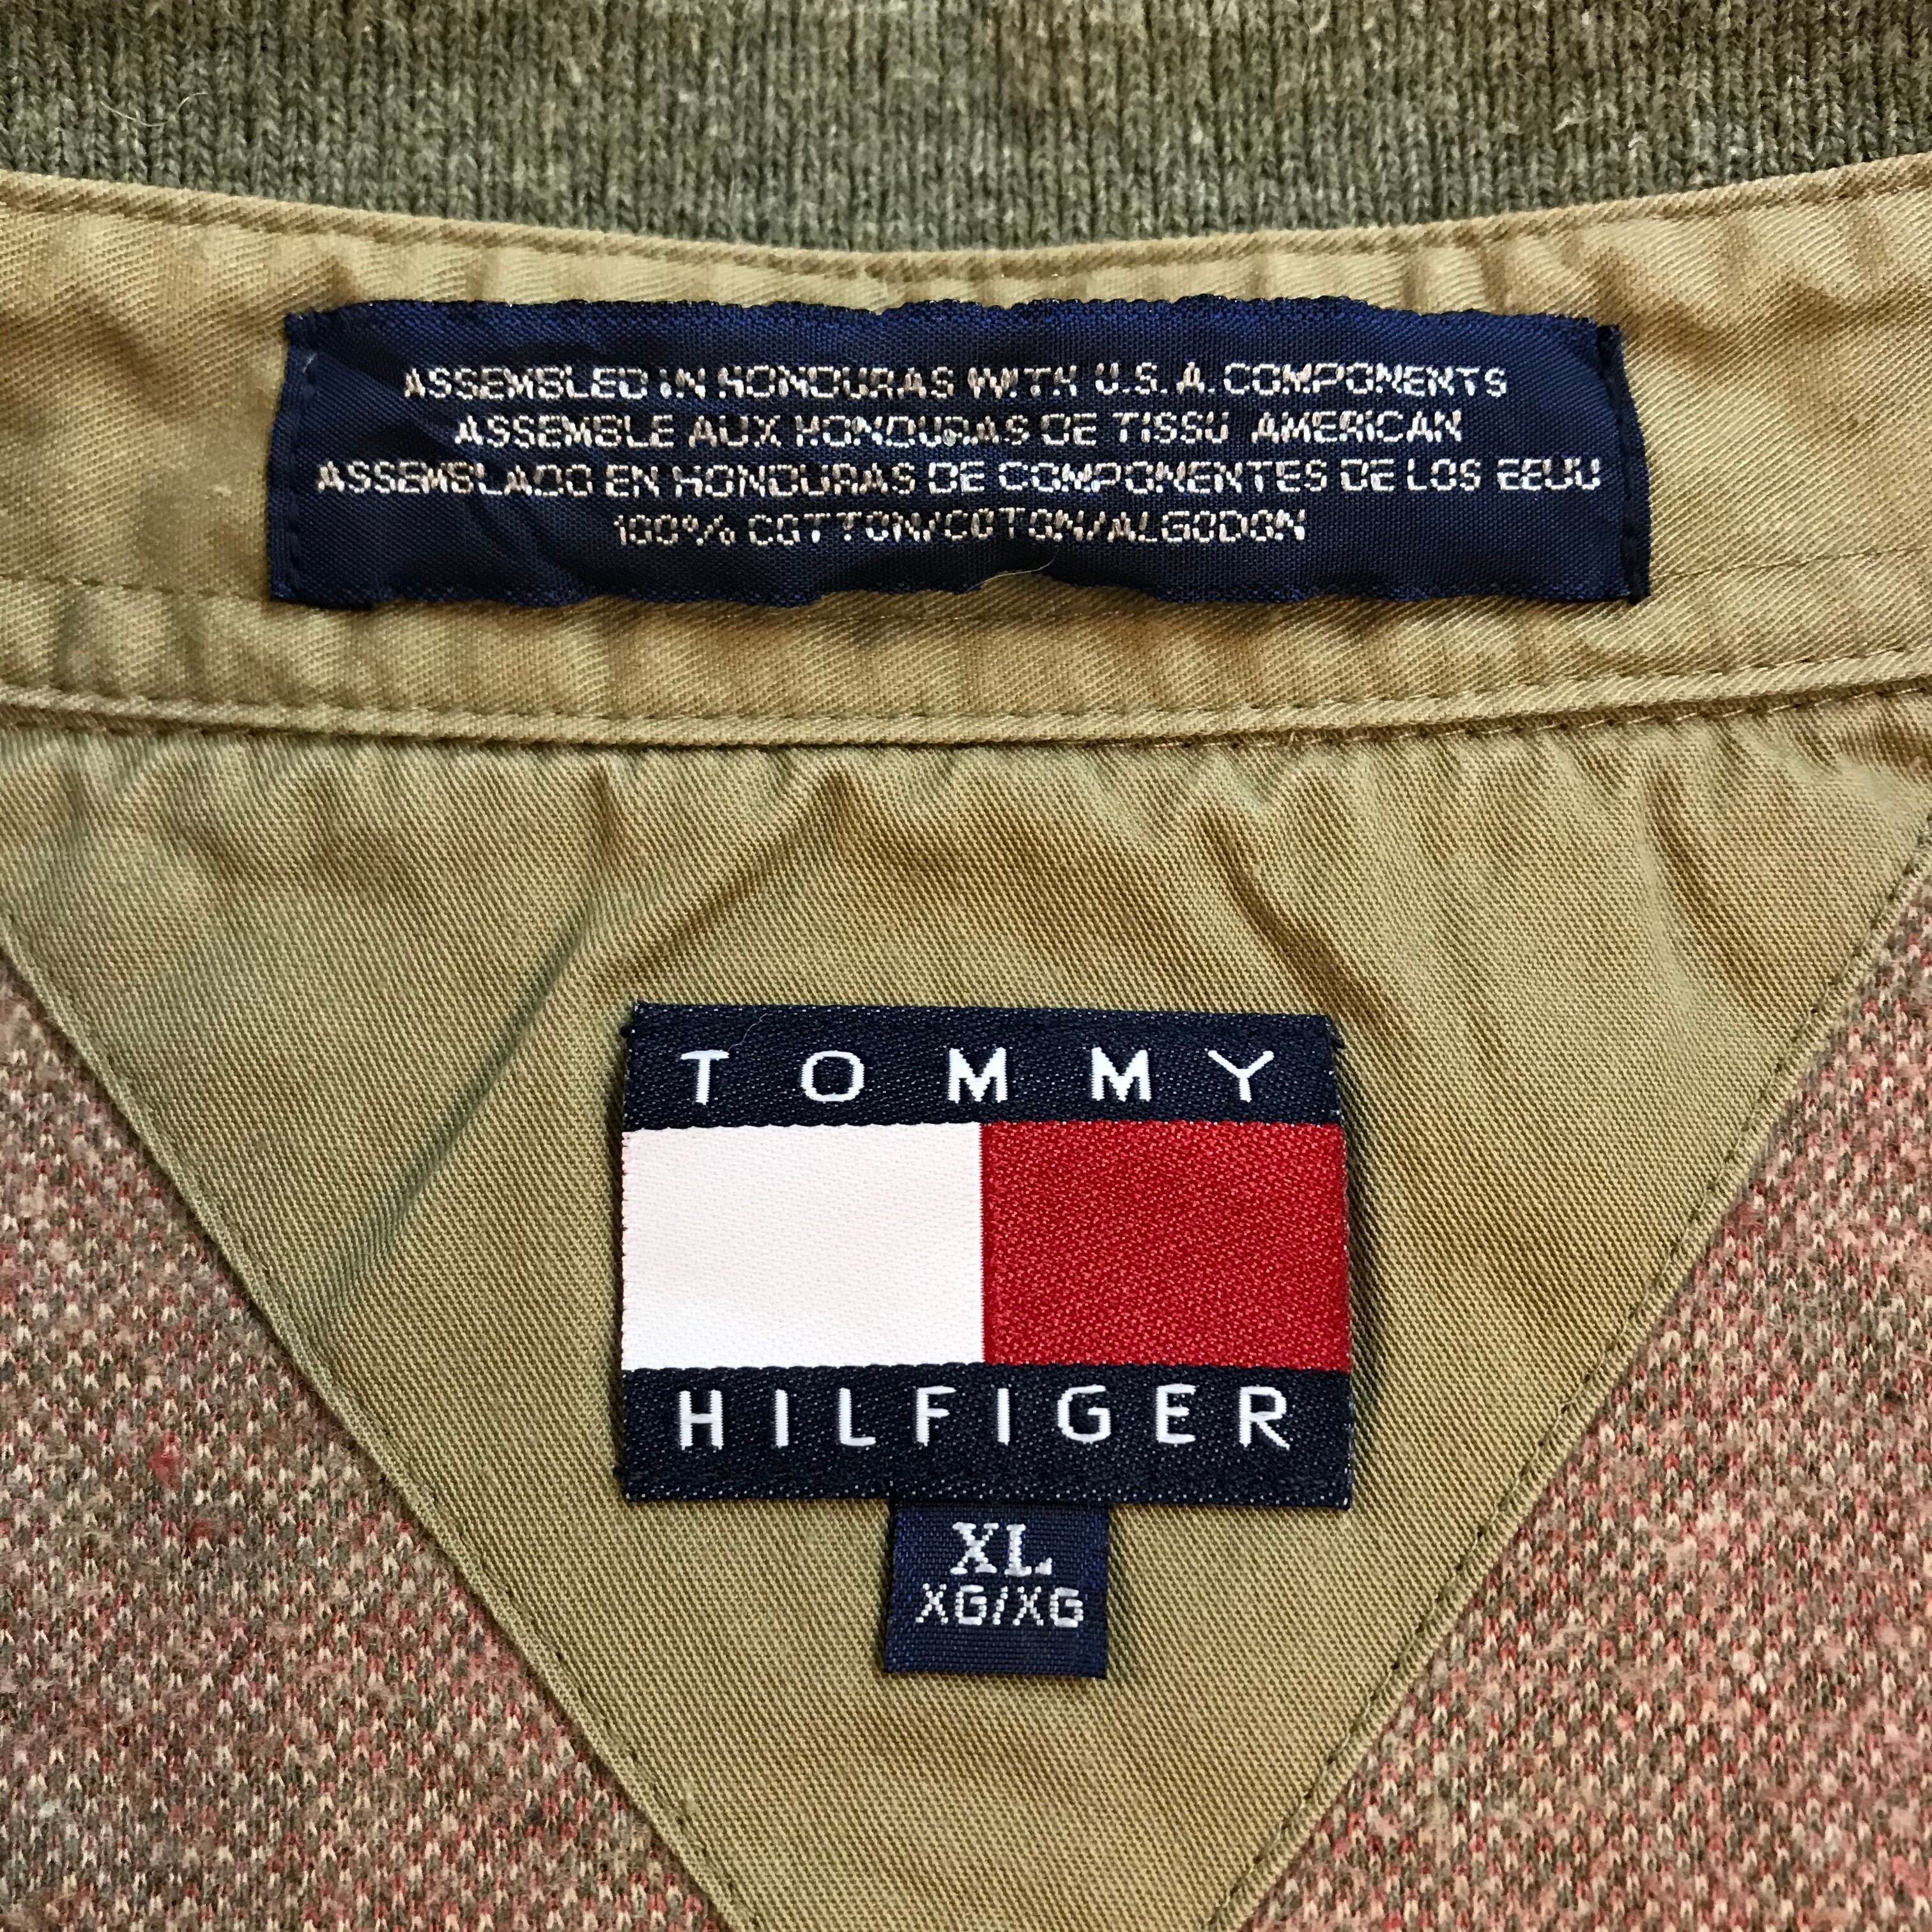 ASSEMBLED IN HONDURAS WITH U.S.A. COMPONENTS
ASSEMBLE AUX HONDURAS DE TISSU AMERICAN
ASSEMBLADO EN HONDURAS DE COMPONENTES DE LOS EEUU
100% COTTON/COTON/ALGODON
TOMMY
HILFIGER
XL
XG/XG